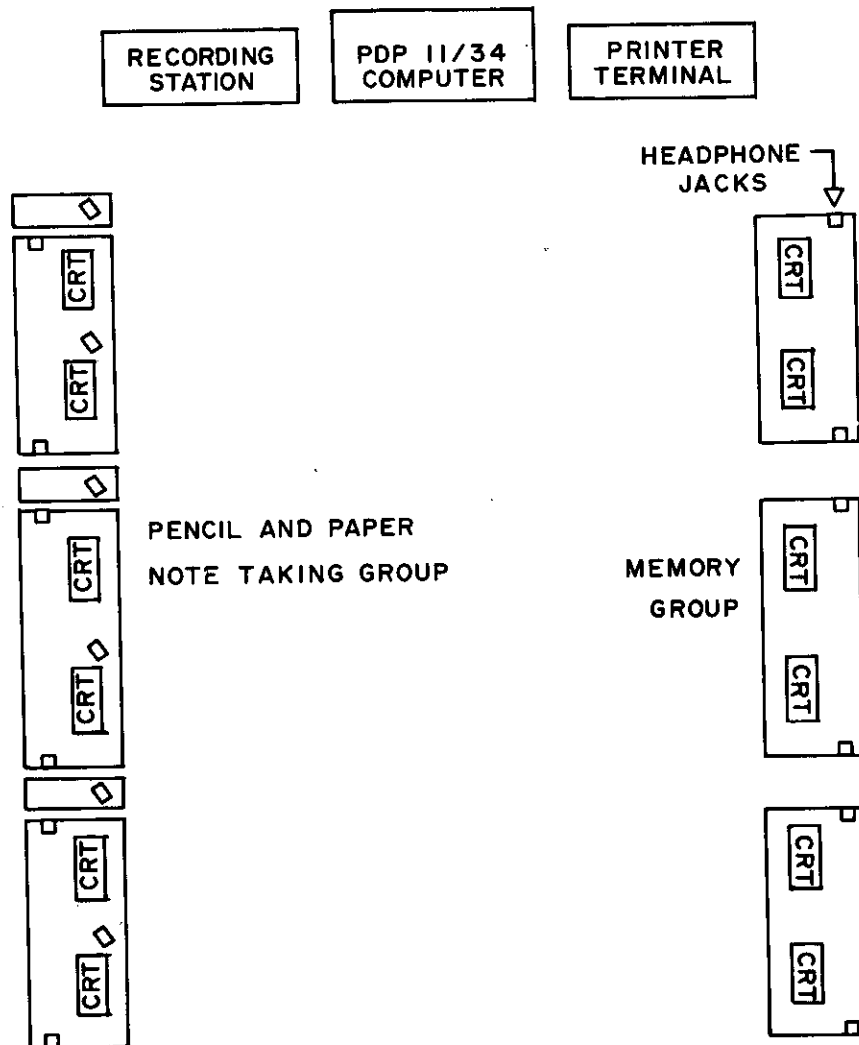 RECORDING
STATION
PDP 11/34
COMPUTER
PRINTER
TERMINAL
HEADPHONE
JACKS
CRT
CRT
CRT
CRT
PENCIL AND PAPER
NOTE TAKING GROUP
MEMORY
GROUP
CRT
CRT
CRT
CRT
CRT
CRT
CRT
CRT